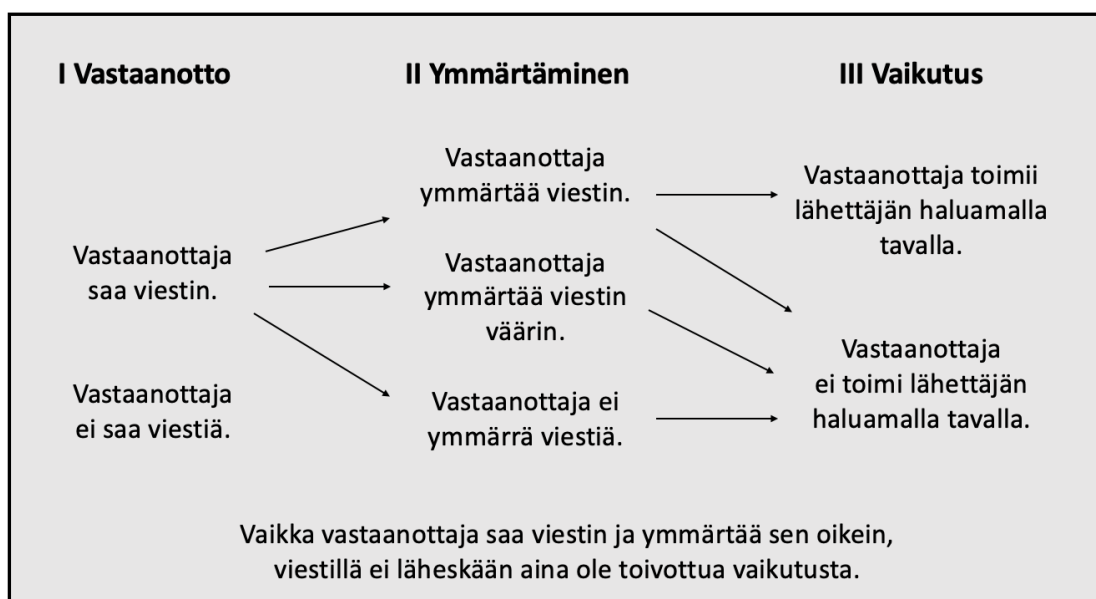 I Vastaanotto
Vastaanottaja
saa viestin.
Vastaanottaja
ei saa viestiä.
II Ymmärtäminen
Vastaanottaja
ymmärtää viestin.
Vastaanottaja
ymmärtää viestin
väärin.
Vastaanottaja ei
ymmärrä viestiä.
III Vaikutus
Vastaanottaja toimii
lähettäjän haluamalla
tavalla.
Vastaanottaja
ei toimi lähettäjän
haluamalla tavalla.
Vaikka vastaanottaja saa viestin ja ymmärtää sen oikein,
viestillä ei läheskään aina ole toivottua vaikutusta.